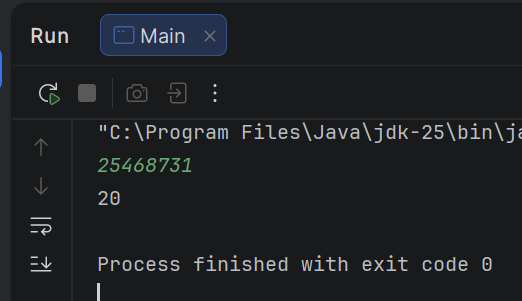 Run
Main
"C:\Program Files\Java\jdk-25\bin\ja
25468731
20
Process finished with exit code 0